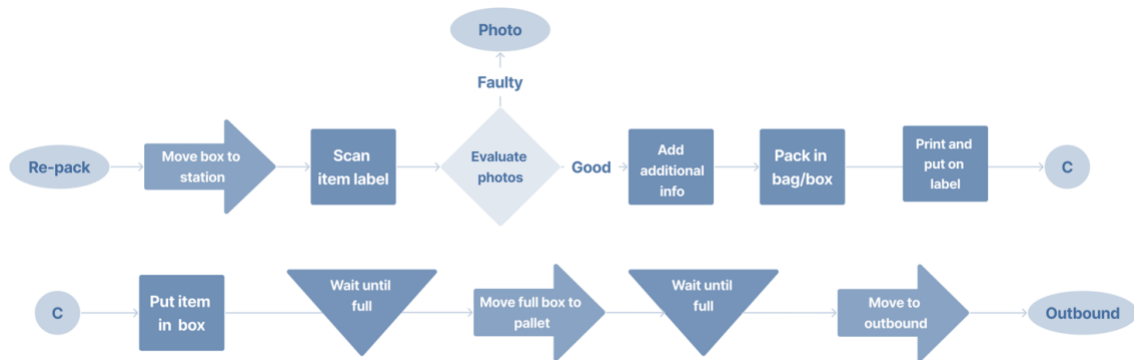 Photo
Faulty
Re-pack
Move box to
station
Scan
item label
Evaluate
photos
Good
Add
additional
info
Pack in
bag/box
Print and
put on
label
C
C
Put item
in box
Wait until
full
Move full box to
pallet
Wait until
full
Move to
outbound
Outbound